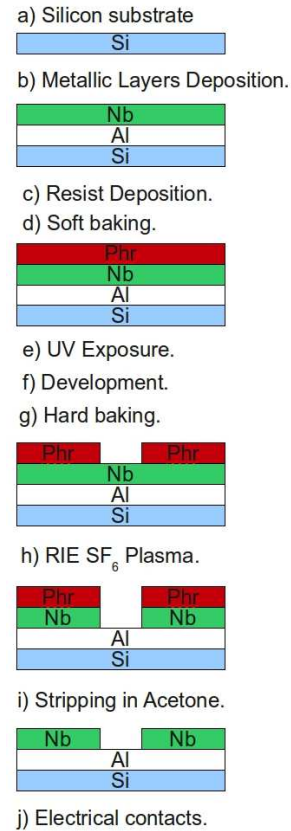 a) Silicon substrate
Si
b) Metallic Layers Deposition.
Nb
Al
Si
c) Resist Deposition.
d) Soft baking.
Phr
Nb
Al
Si
e) UV Exposure.
f) Development.
g) Hard baking.
Phr Phr
Nb
Al
Si
h) RIE SF6 Plasma.
Phr Phr
Nb Nb
Al
Si
i) Stripping in Acetone.
Nb Nb
Al
Si
j) Electrical contacts.